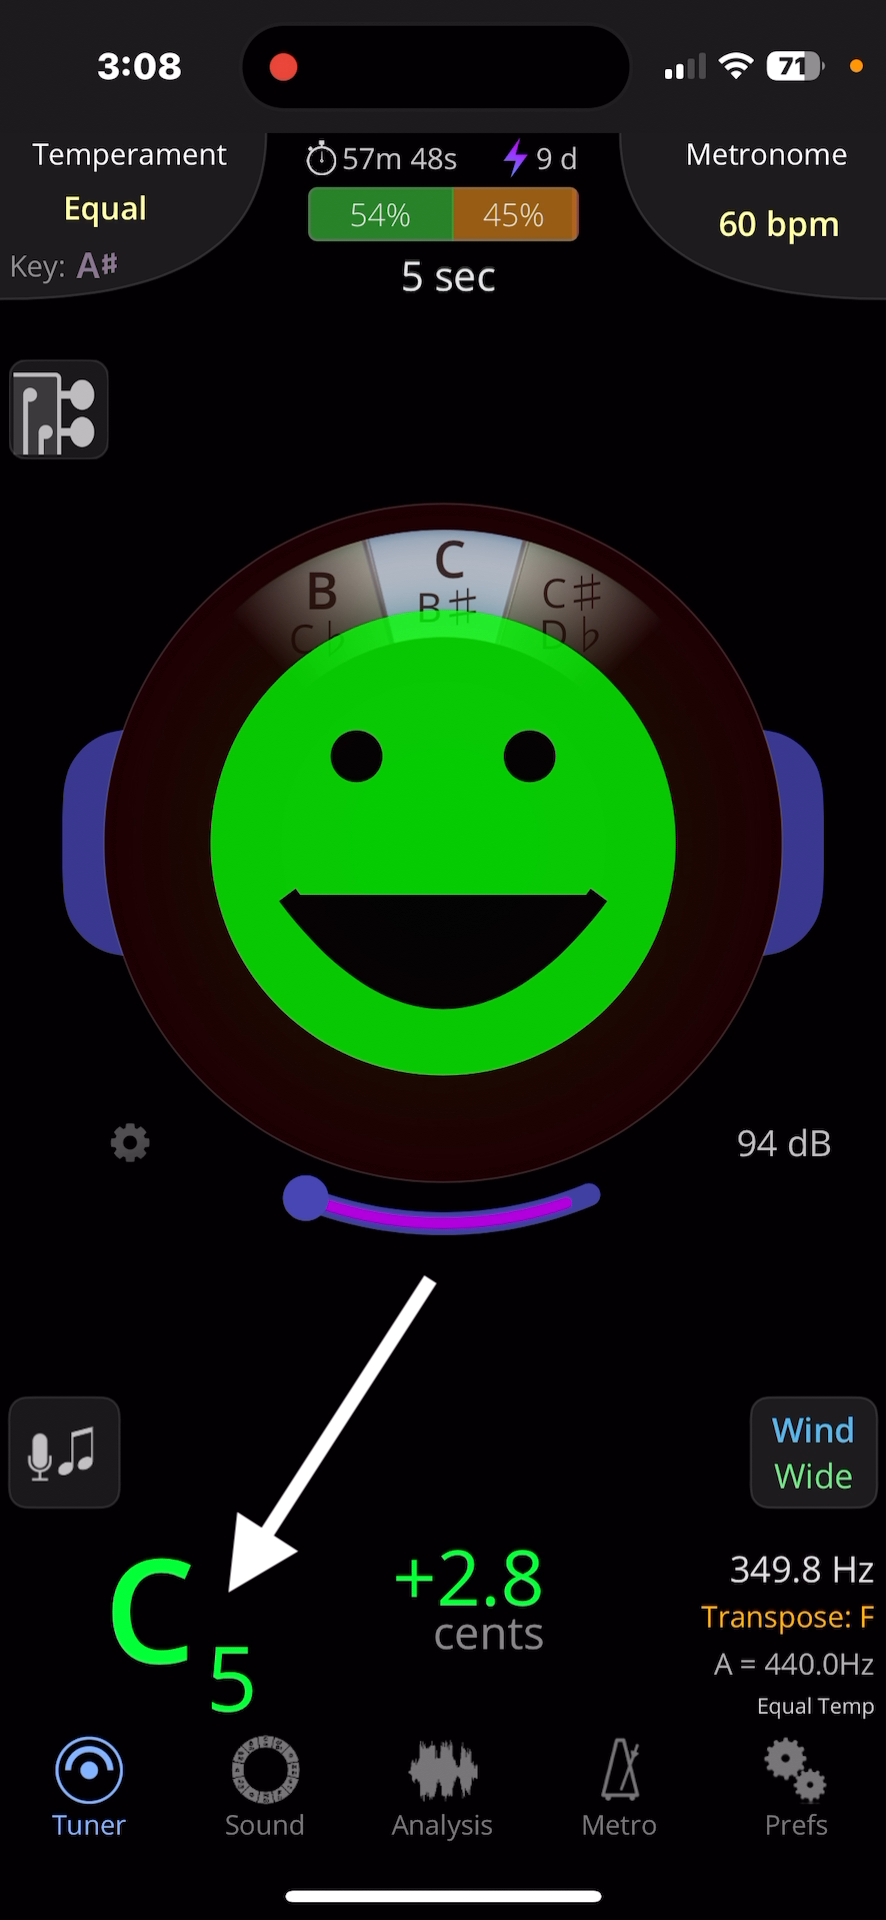 3:08
71
Temperament
Equal
Key: A♯
57m 48s
9 d
54%
45%
5 sec
Metronome
60 bpm
B
C♭
C
B♯
C♯
D♭
94 dB
Wind
Wide
C5
+2.8
cents
349.8 Hz
Transpose: F
A = 440.0Hz
Equal Temp
Tuner
Sound
Analysis
Metro
Prefs